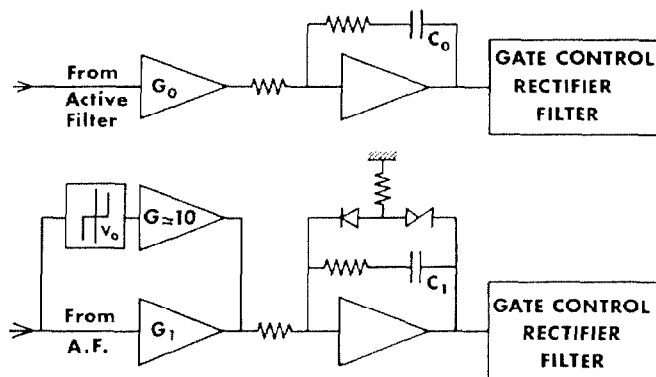 From
Active
Filter
G₀
C₀
GATE CONTROL
RECTIFIER
FILTER
V₀
G≃10
From
A.F.
G₁
C₁
GATE CONTROL
RECTIFIER
FILTER